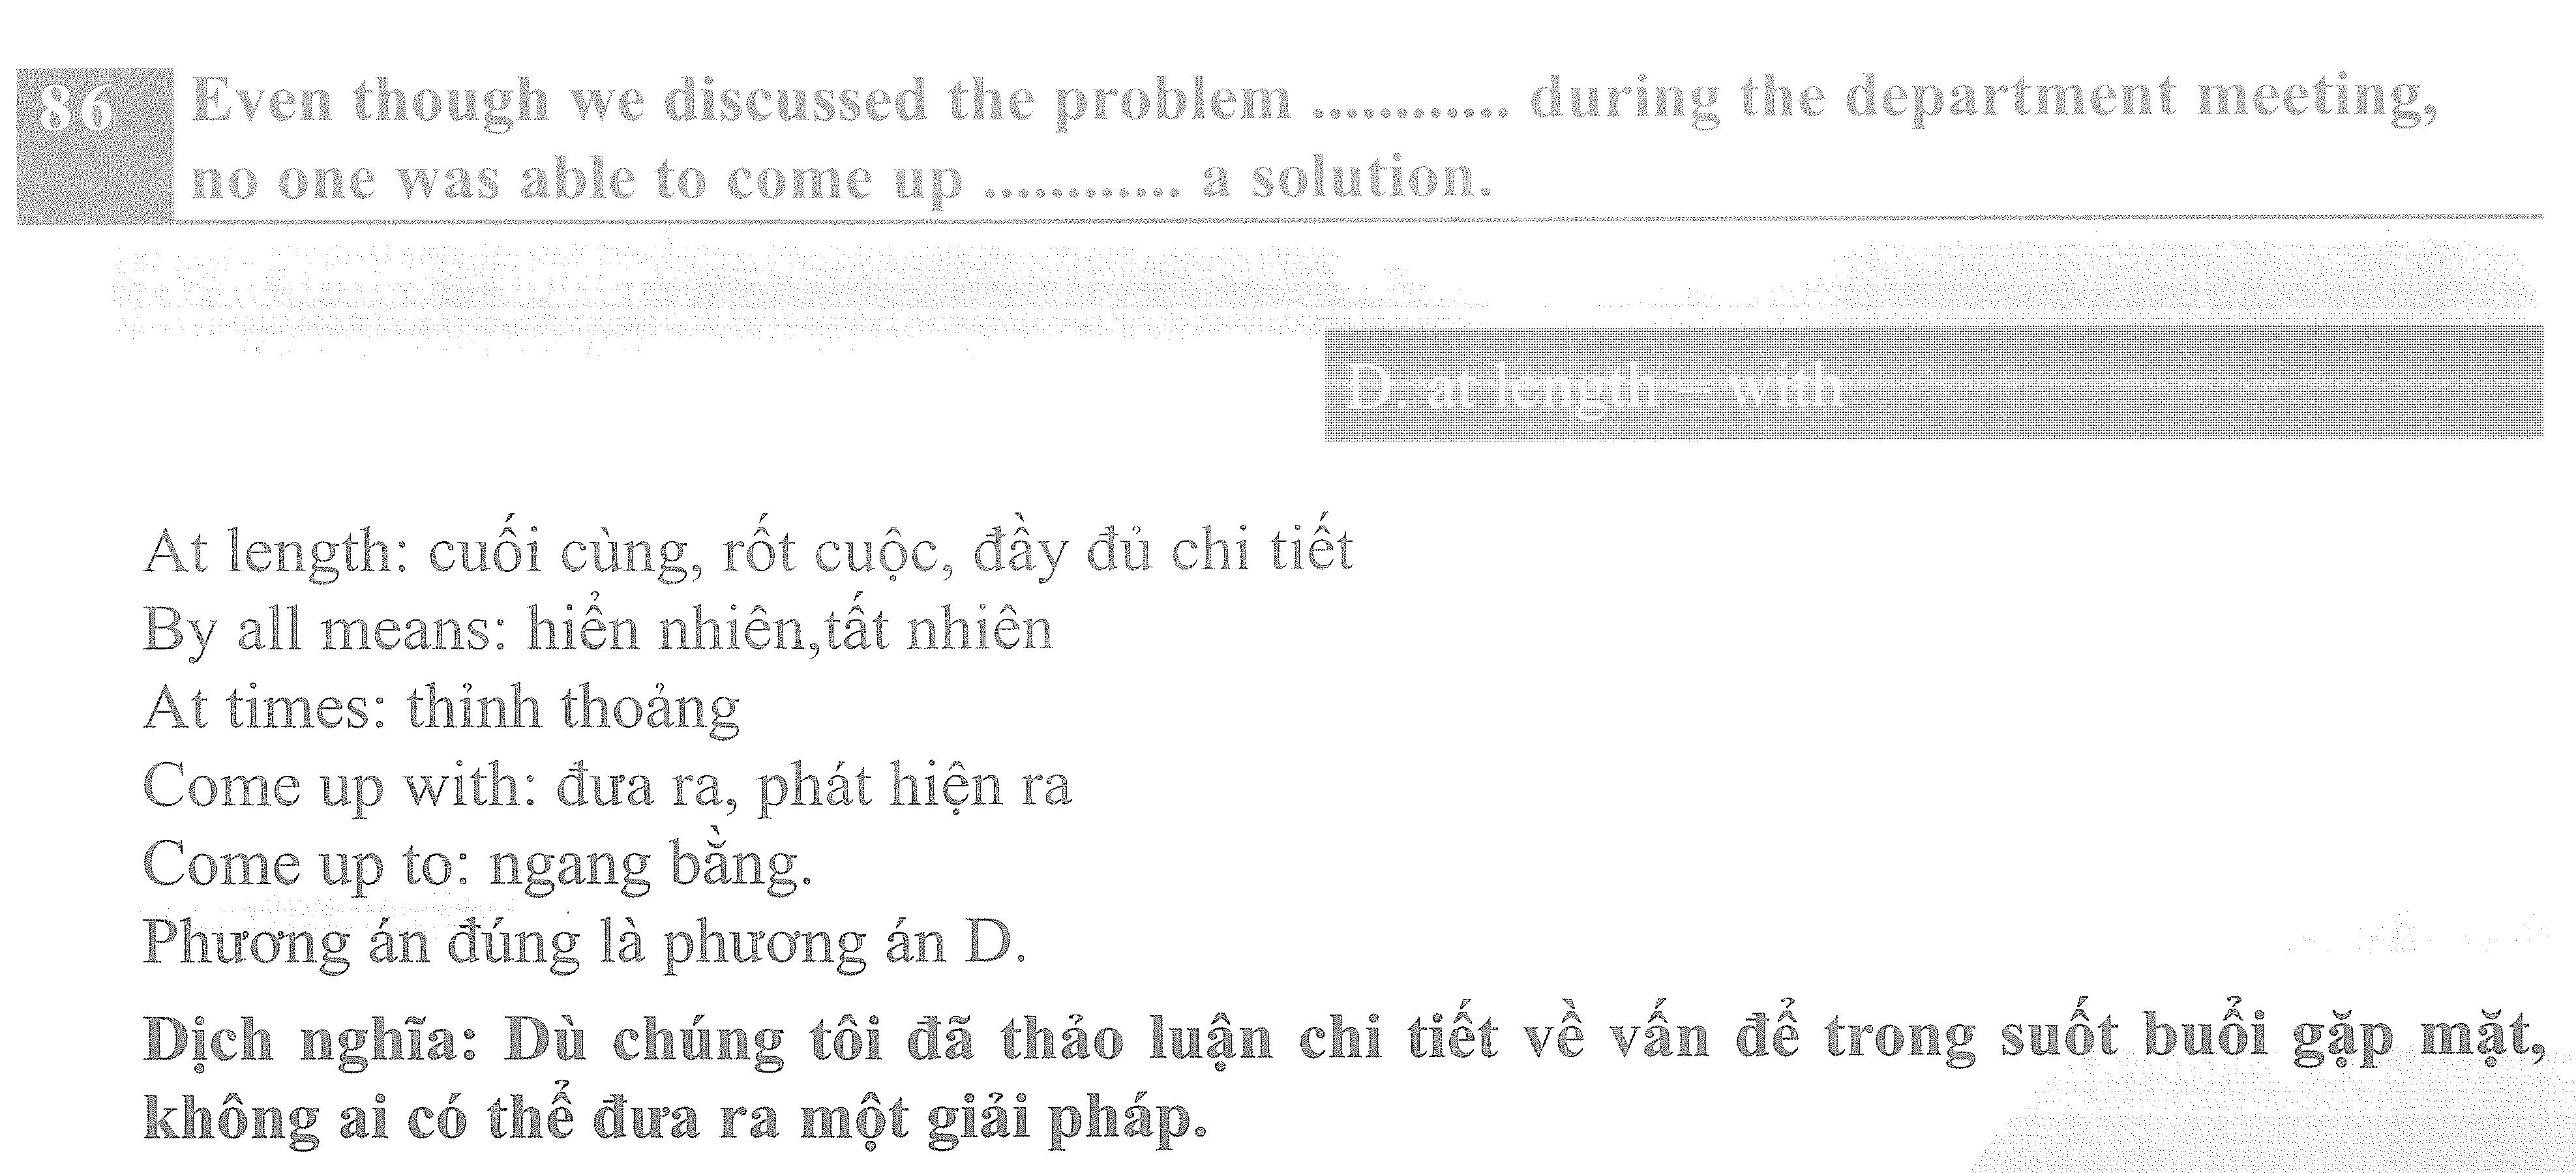 86
Even though we discussed the problem ............ during the department meeting,
no one was able to come up ............ a solution.
D. at length – with
At length: cuối cùng, rốt cuộc, đầy đủ chi tiết
By all means: hiển nhiên,tất nhiên
At times: thỉnh thoảng
Come up with: đưa ra, phát hiện ra
Come up to: ngang bằng.
Phương án đúng là phương án D.
Dịch nghĩa: Dù chúng tôi đã thảo luận chi tiết về vấn để trong suốt buổi gặp mặt,
không ai có thể đưa ra một giải pháp.